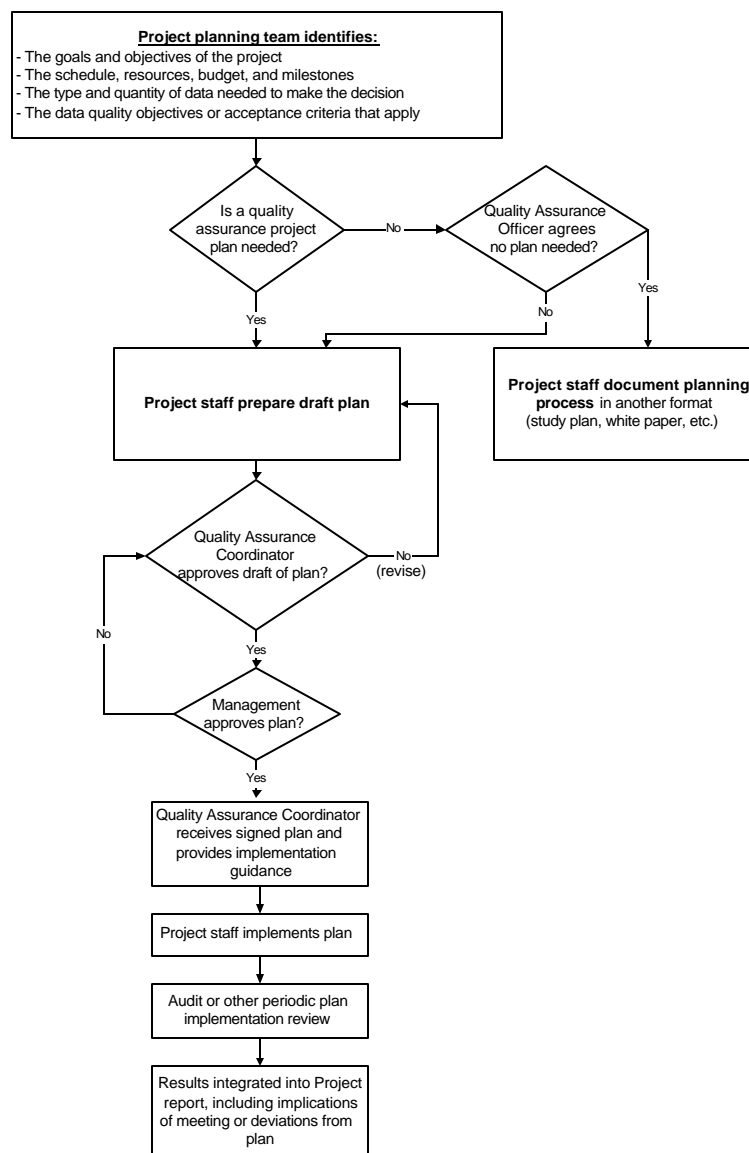 Project planning team identifies:
- The goals and objectives of the project
- The schedule, resources, budget, and milestones
- The type and quantity of data needed to make the decision
- The data quality objectives or acceptance criteria that apply
Is a quality
assurance project
plan needed?
No
Quality Assurance
Officer agrees
no plan needed?
Yes
No
Yes
Project staff prepare draft plan
Project staff document planning
process in another format
(study plan, white paper, etc.)
Quality Assurance
Coordinator
approves draft of plan?
No
(revise)
No
Yes
Management
approves plan?
Yes
Quality Assurance Coordinator
receives signed plan and
provides implementation
guidance
Project staff implements plan
Audit or other periodic plan
implementation review
Results integrated into Project
report, including implications
of meeting or deviations from
plan